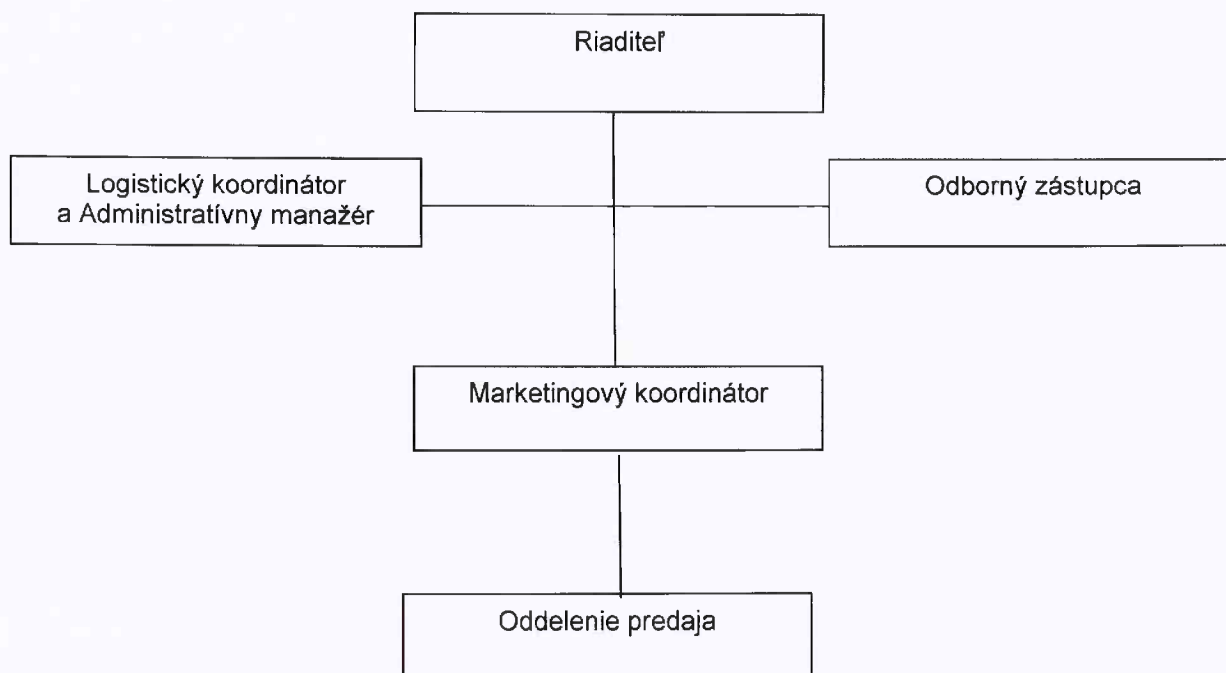 Riaditeľ
Logistický koordinátor
a Administratívny manažér
Odborný zástupca
Marketingový koordinátor
Oddelenie predaja